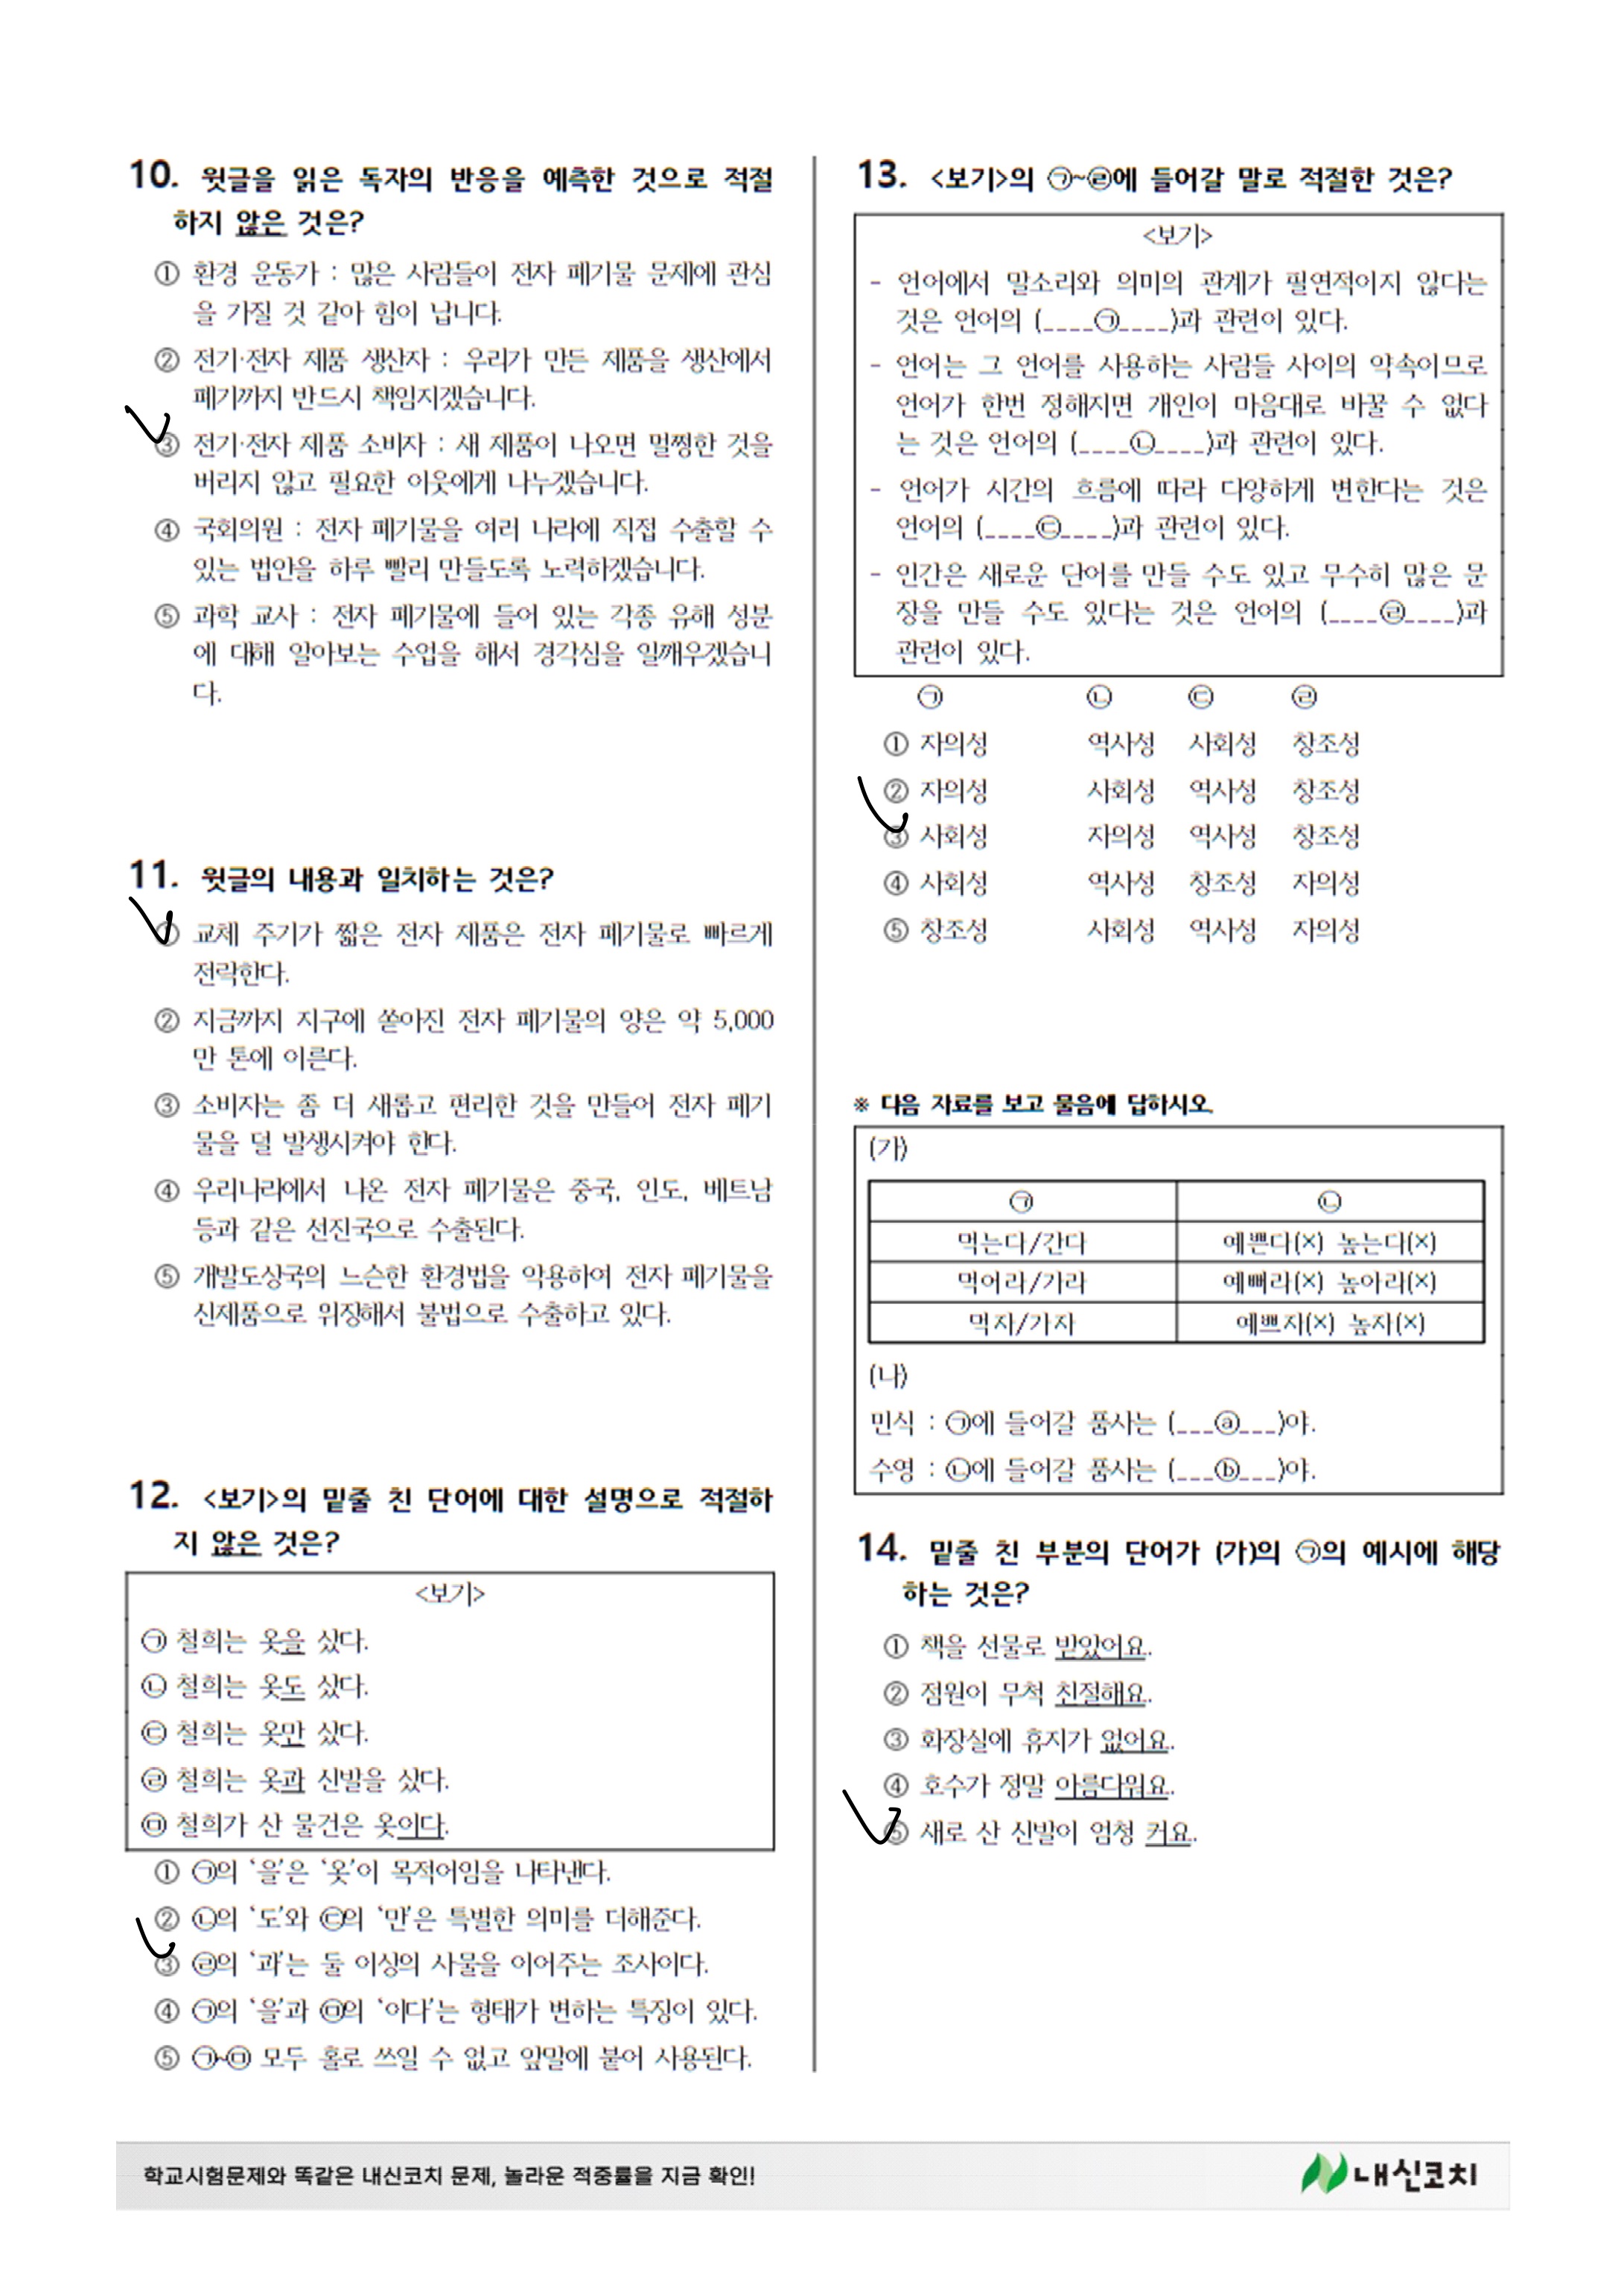 10. 윗글을 읽은 독자의 반응을 예측한 것으로 적절
하지 않은 것은?
① 환경 운동가 : 많은 사람들이 전자 폐기물 문제에 관심
을 가질 것 같아 힘이 납니다.
② 전기·전자 제품 생산자 : 우리가 만든 제품을 생산에서
폐기까지 반드시 책임지겠습니다.
③ 전기·전자 제품 소비자 : 새 제품이 나오면 멀쩡한 것을
버리지 않고 필요한 이웃에게 나누겠습니다.
④ 국회의원 : 전자 폐기물을 여러 나라에 직접 수출할 수
있는 법안을 하루 빨리 만들도록 노력하겠습니다.
⑤ 과학 교사 : 전자 폐기물에 들어 있는 각종 유해 성분
에 대해 알아보는 수업을 해서 경각심을 일깨우겠습니
다.
11. 윗글의 내용과 일치하는 것은?
① 교체 주기가 짧은 전자 제품은 전자 폐기물로 빠르게
전락한다.
② 지금까지 지구에 쏟아진 전자 폐기물의 양은 약 5,000
만 톤에 이른다.
③ 소비자는 좀 더 새롭고 편리한 것을 만들어 전자 폐기
물을 덜 발생시켜야 한다.
④ 우리나라에서 나온 전자 폐기물은 중국, 인도, 베트남
등과 같은 선진국으로 수출된다.
⑤ 개발도상국의 느슨한 환경법을 악용하여 전자 폐기물을
신제품으로 위장해서 불법으로 수출하고 있다.
12. <보기>의 밑줄 친 단어에 대한 설명으로 적절하
지 않은 것은?
<보기>
㉠ 철희는 옷을 샀다.
㉡ 철희는 옷도 샀다.
㉢ 철희는 옷만 샀다.
㉣ 철희는 옷과 신발을 샀다.
㉤ 철희가 산 물건은 옷이다.
① ㉠의 ‘을’은 ‘옷’이 목적어임을 나타낸다.
② ㉡의 ‘도’와 ㉢의 ‘만’은 특별한 의미를 더해준다.
③ ㉣의 ‘과’는 둘 이상의 사물을 이어주는 조사이다.
④ ㉠의 ‘을’과 ㉤의 ‘이다’는 형태가 변하는 특징이 있다.
⑤ ㉠~㉤ 모두 홀로 쓰일 수 없고 앞말에 붙어 사용된다.
13. <보기>의 ㉠~㉣에 들어갈 말로 적절한 것은?
<보기>
- 언어에서 말소리와 의미의 관계가 필연적이지 않다는
것은 언어의 (____㉠____)과 관련이 있다.
- 언어는 그 언어를 사용하는 사람들 사이의 약속이므로
언어가 한번 정해지면 개인이 마음대로 바꿀 수 없다
는 것은 언어의 (____㉡____)과 관련이 있다.
- 언어가 시간의 흐름에 따라 다양하게 변한다는 것은
언어의 (____㉢____)과 관련이 있다.
- 인간은 새로운 단어를 만들 수도 있고 무수히 많은 문
장을 만들 수도 있다는 것은 언어의 (____㉣____)과
관련이 있다.
㉠ ㉡ ㉢ ㉣
① 자의성 역사성 사회성 창조성
② 자의성 사회성 역사성 창조성
③ 사회성 자의성 역사성 창조성
④ 사회성 역사성 창조성 자의성
⑤ 창조성 사회성 역사성 자의성
※ 다음 자료를 보고 물음에 답하시오.
(가)
㉠ ㉡
먹는다/간다 예쁜다(×) 높는다(×)
먹어라/가라 예뻐라(×) 높아라(×)
먹자/가자 예쁘자(×) 높자(×)
(나)
민식 : ㉠에 들어갈 품사는 (___ⓐ___)야.
수영 : ㉡에 들어갈 품사는 (___ⓑ___)야.
14. 밑줄 친 부분의 단어가 (가)의 ㉠의 예시에 해당
하는 것은?
① 책을 선물로 받았어요.
② 점원이 무척 친절해요.
③ 화장실에 휴지가 없어요.
④ 호수가 정말 아름다워요.
⑤ 새로 산 신발이 엄청 커요.
학교시험문제와 똑같은 내신코치 문제, 놀라운 적중률을 지금 확인!
내신코치